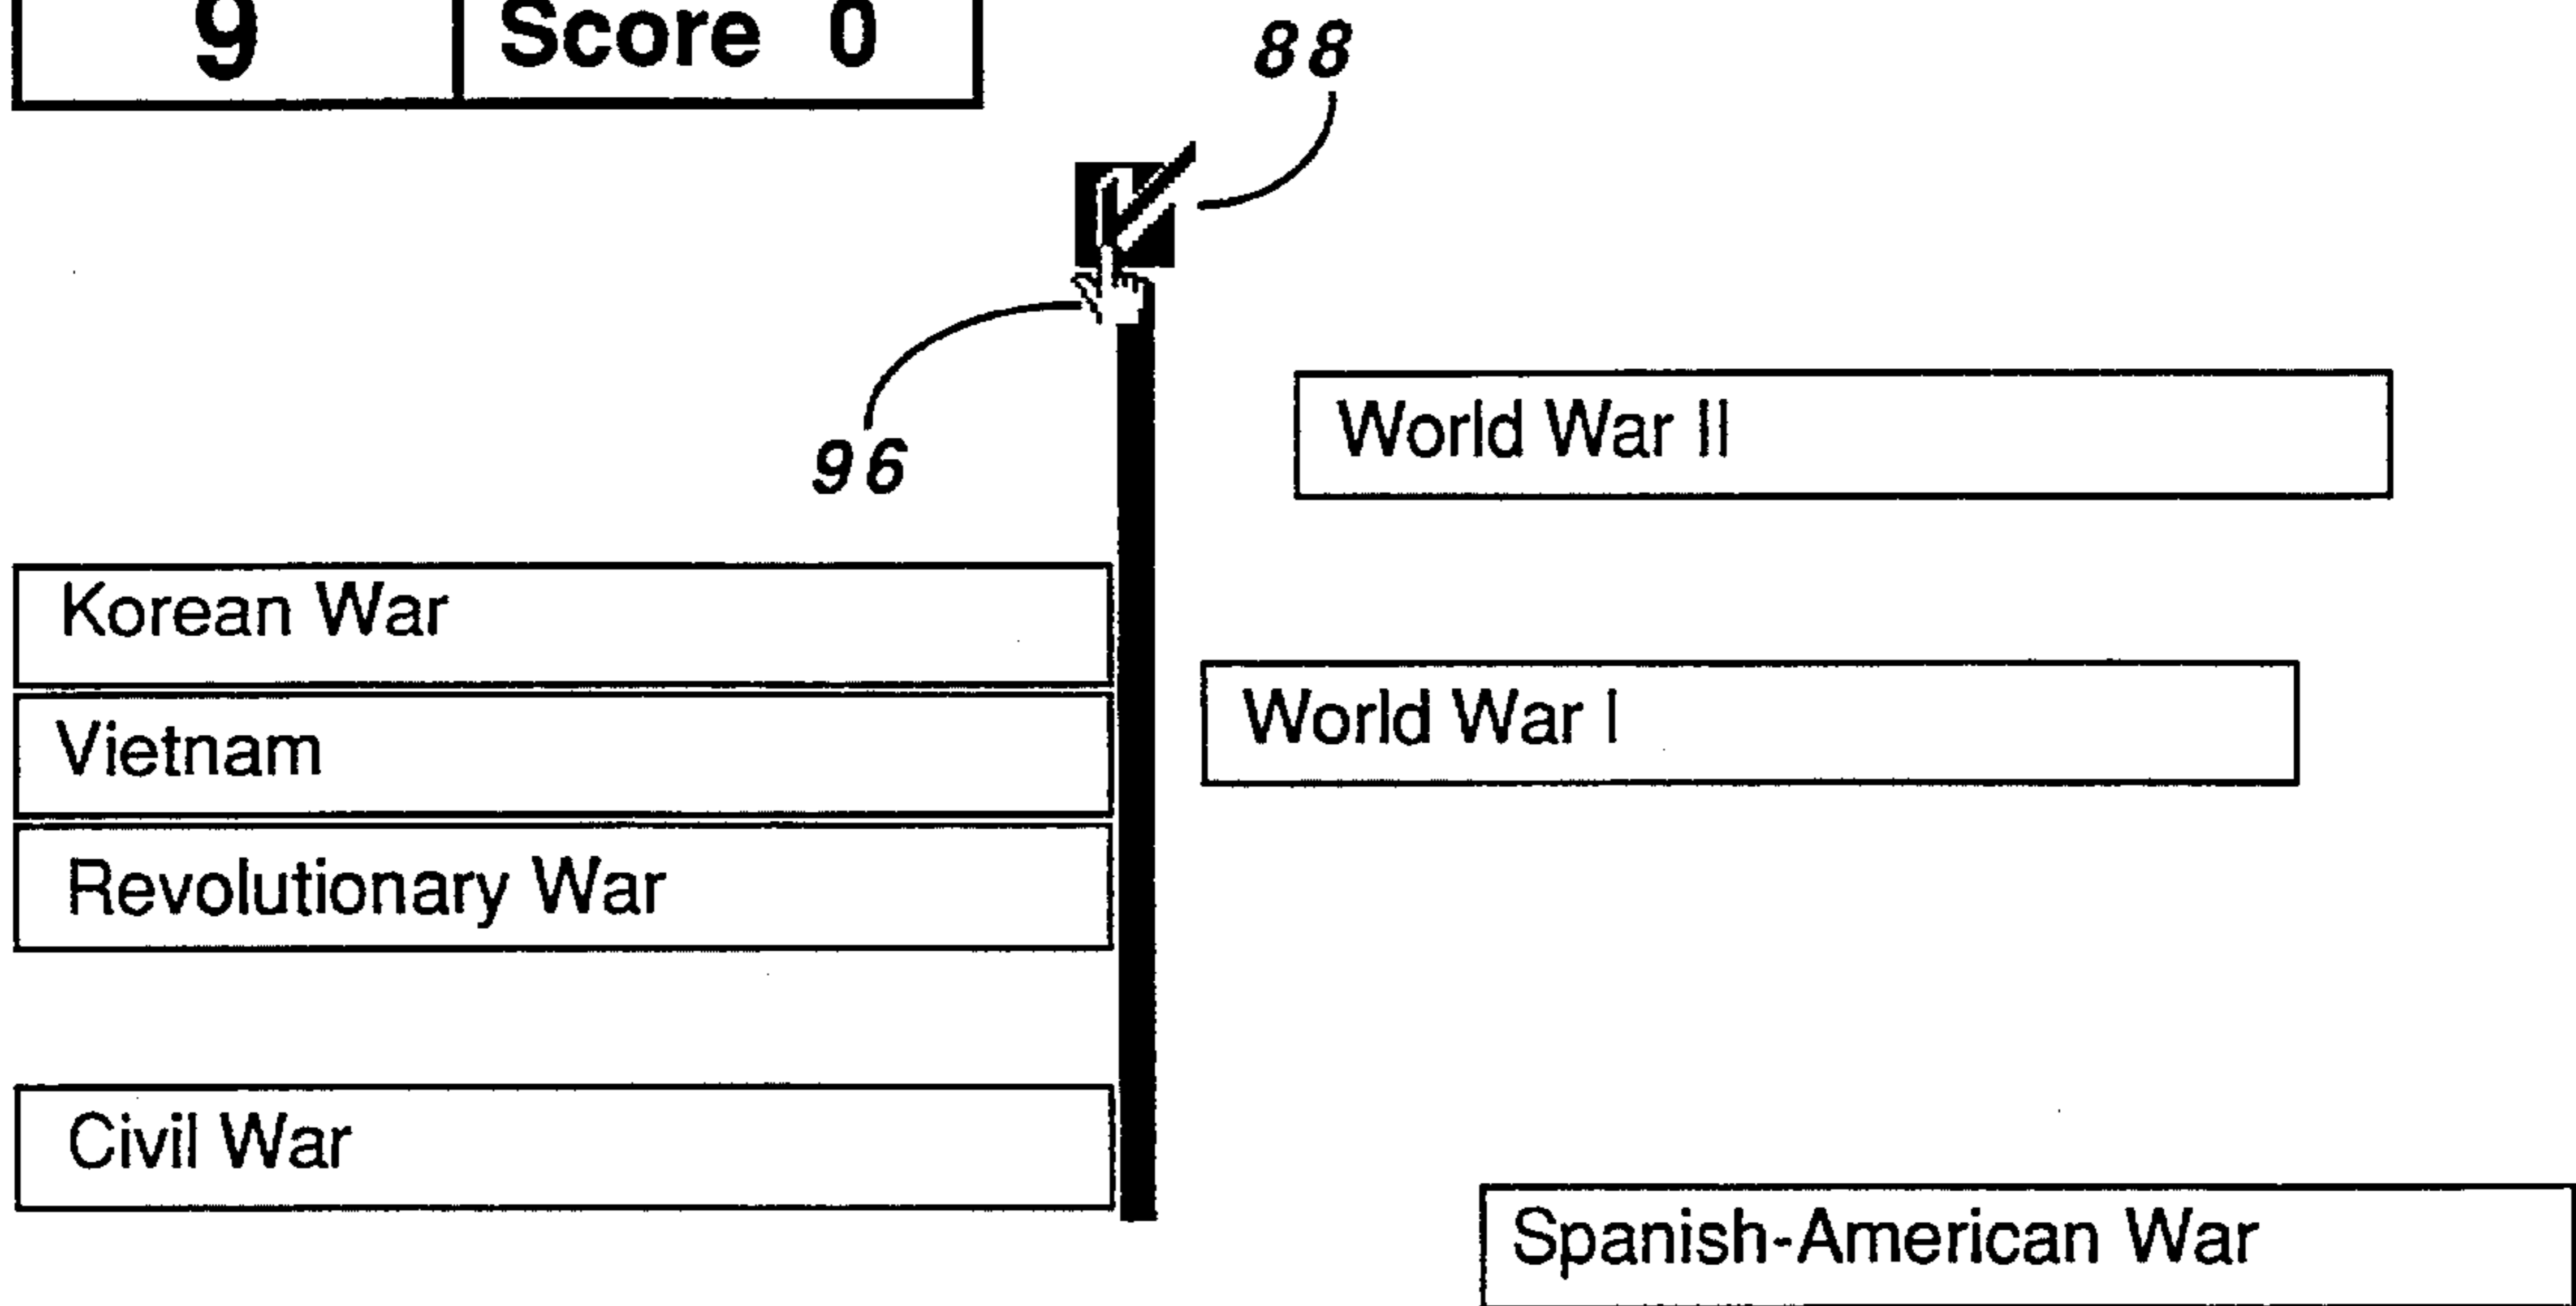 9 Score 0
88
96
World War II
Korean War
World War I
Vietnam
Revolutionary War
Civil War
Spanish-American War